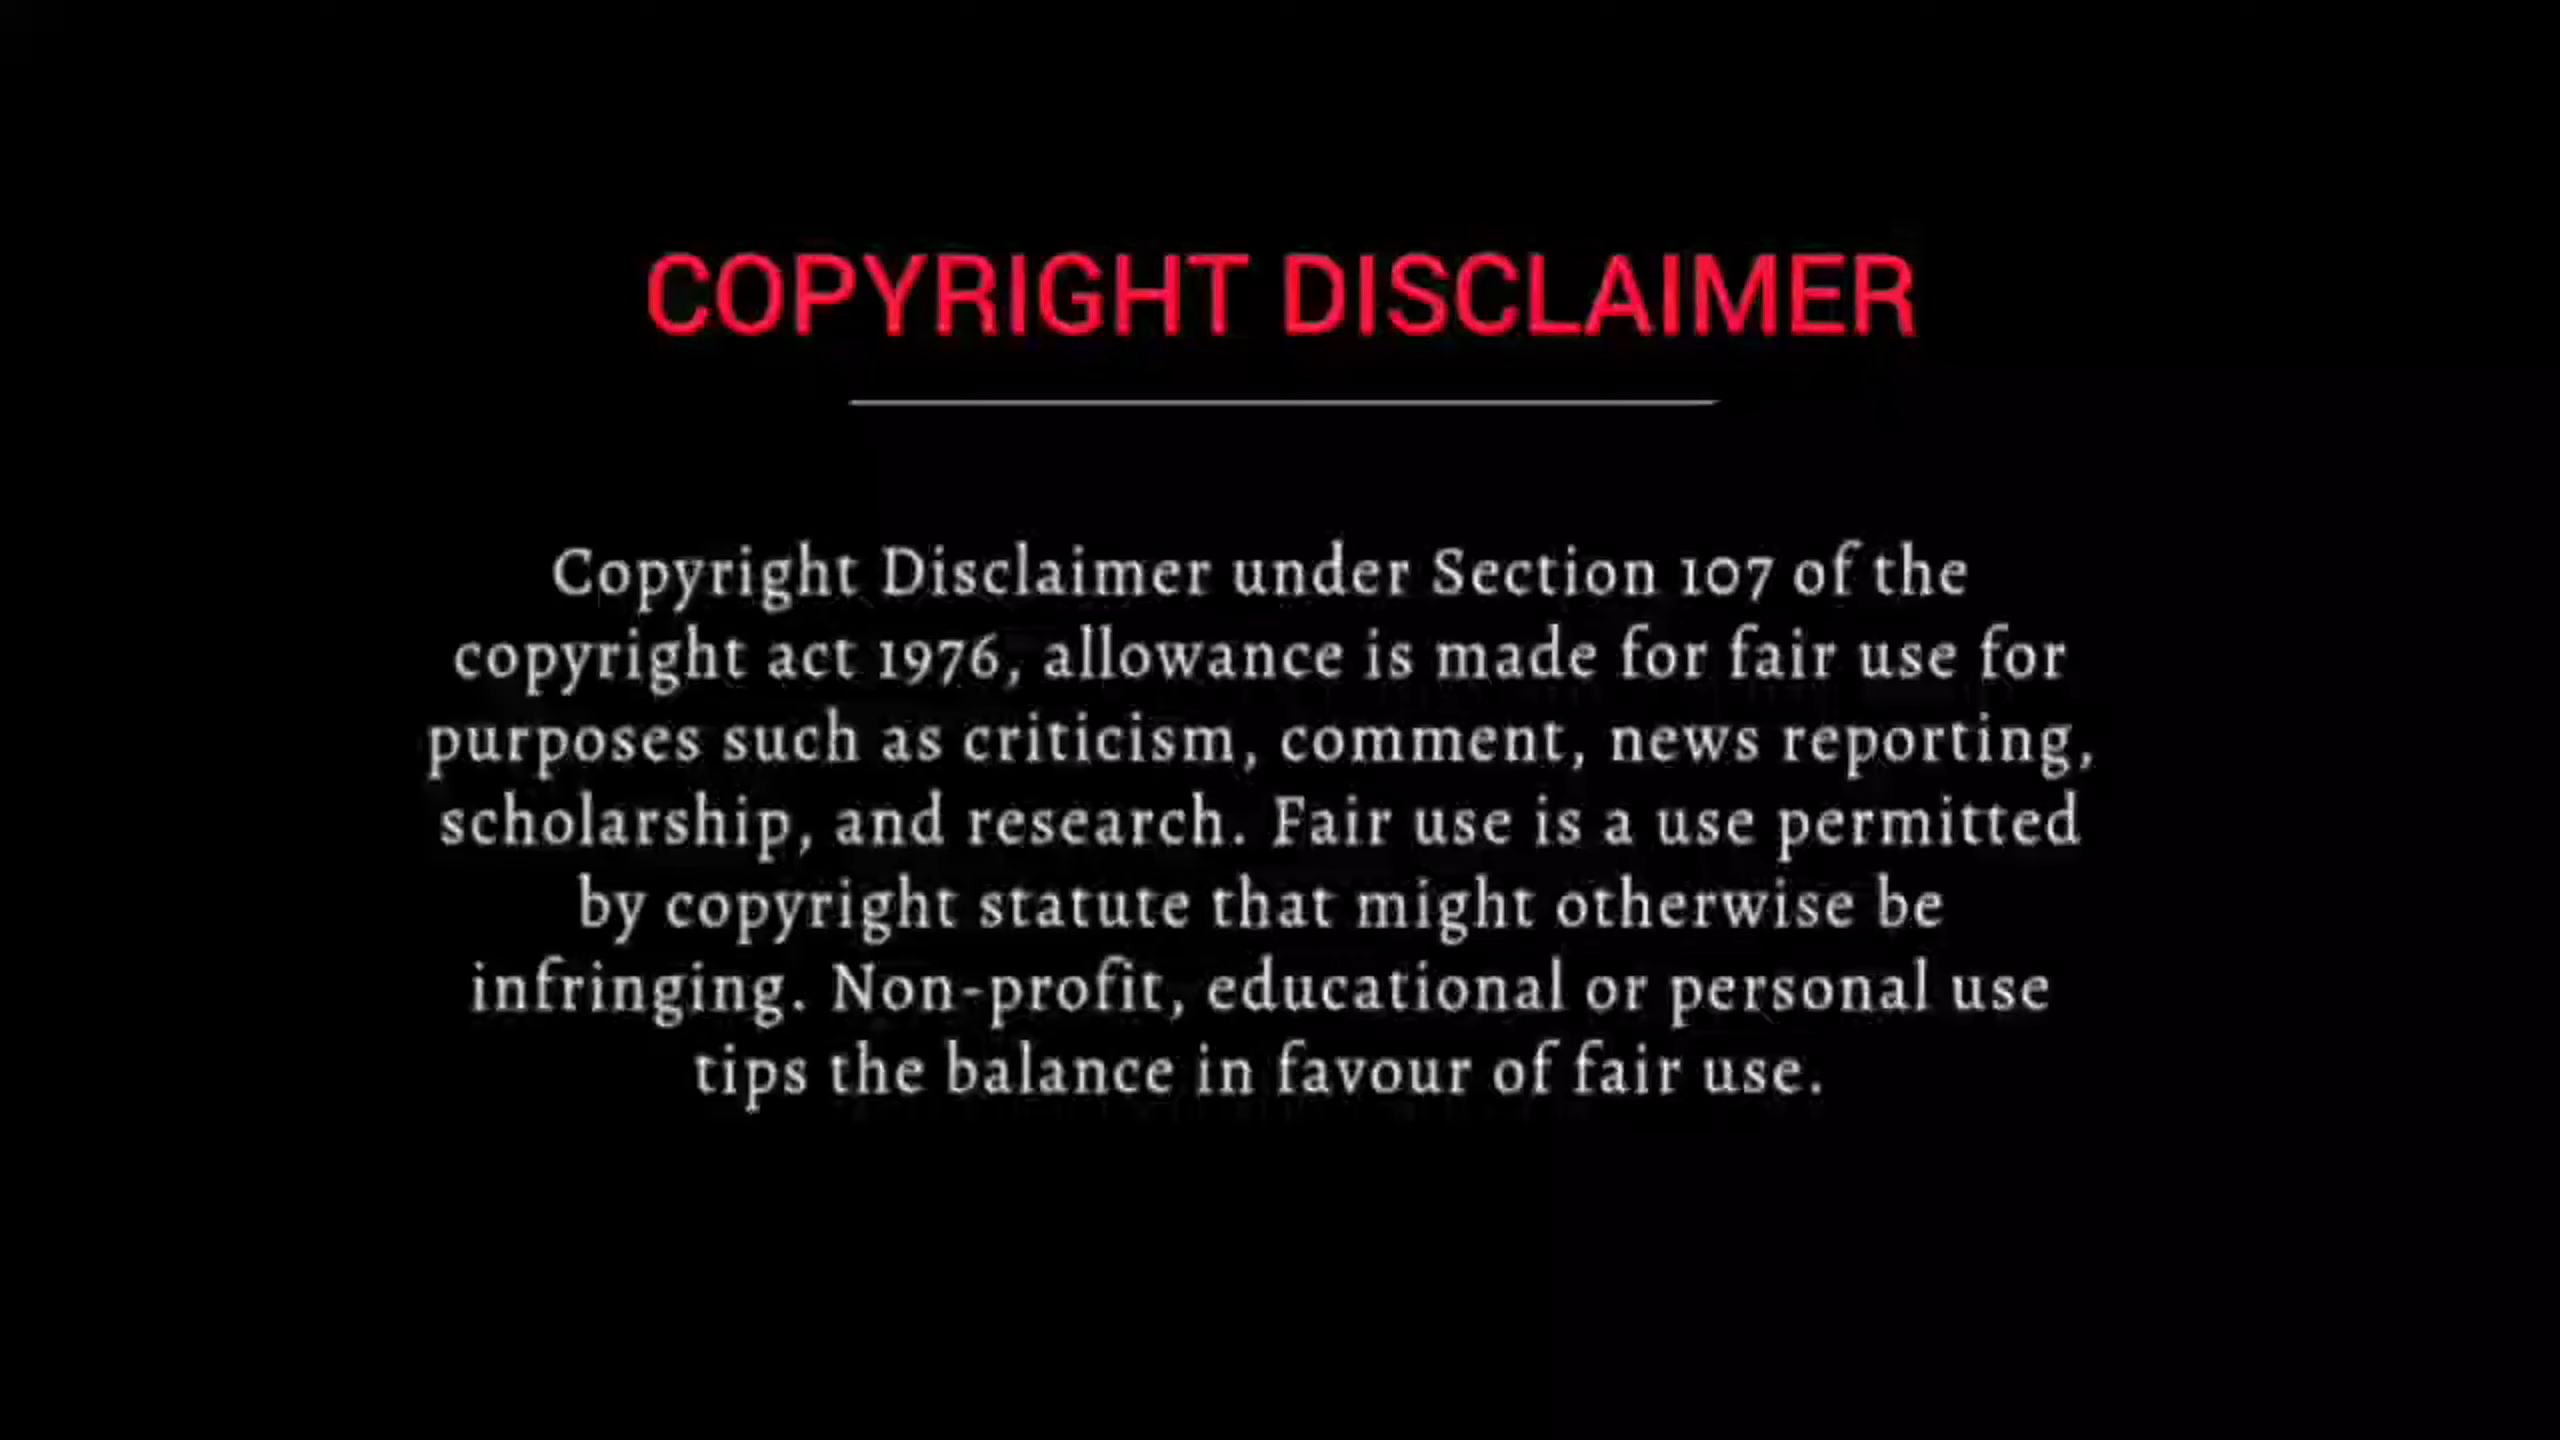 COPYRIGHT DISCLAIMER
Copyright Disclaimer under Section 107 of the
copyright act 1976, allowance is made for fair use for
purposes such as criticism, comment, news reporting,
scholarship, and research. Fair use is a use permitted
by copyright statute that might otherwise be
infringing. Non-profit, educational or personal use
tips the balance in favour of fair use.